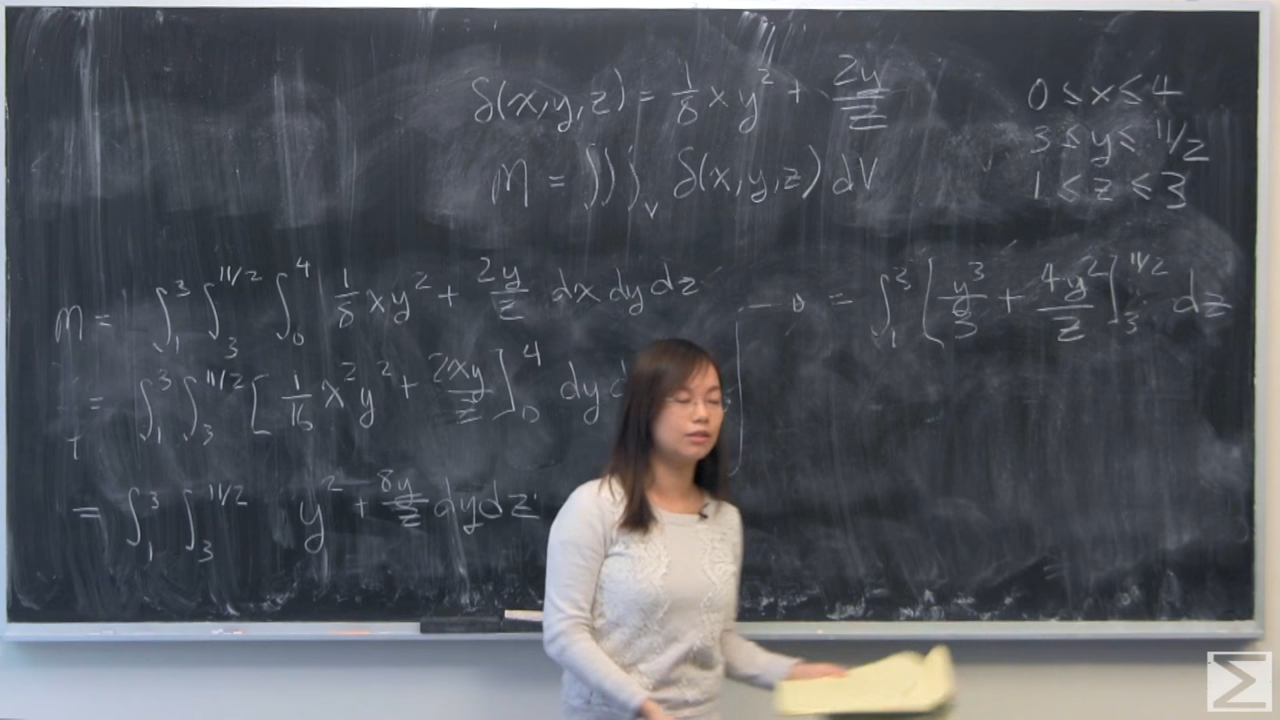 δ(x,y,z) = 1/8 xy² + 2y/z
0 ≤ x ≤ 4
3 ≤ y ≤ 11/2
1 ≤ z ≤ 3
M = ∭_V δ(x,y,z) dV
M = ∫₁³ ∫₃^{11/2} ∫₀⁴ 1/8 xy² + 2y/z dx dy dz
= ∫₁³ ∫₃^{11/2} [1/16 x²y² + 2xy/z]₀⁴ dy d
= ∫₁³ ∫₃^{11/2} y² + 8y/z dy dz
= ∫₁³ [y³/3 + 4y²/z]₃^{11/2} dz
Σ